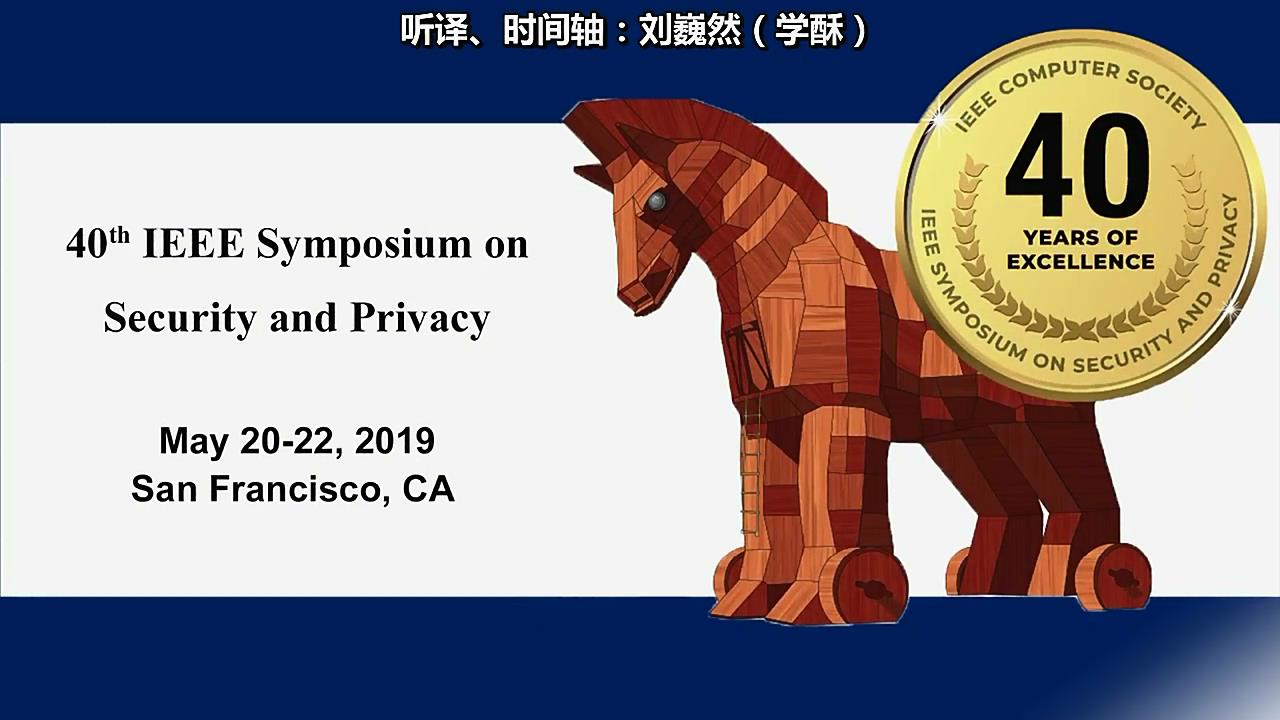 听译、时间轴：刘巍然（学酥）
40th IEEE Symposium on
Security and Privacy
May 20-22, 2019
San Francisco, CA
IEEE COMPUTER SOCIETY
40
YEARS OF
EXCELLENCE
IEEE SYMPOSIUM ON SECURITY AND PRIVACY